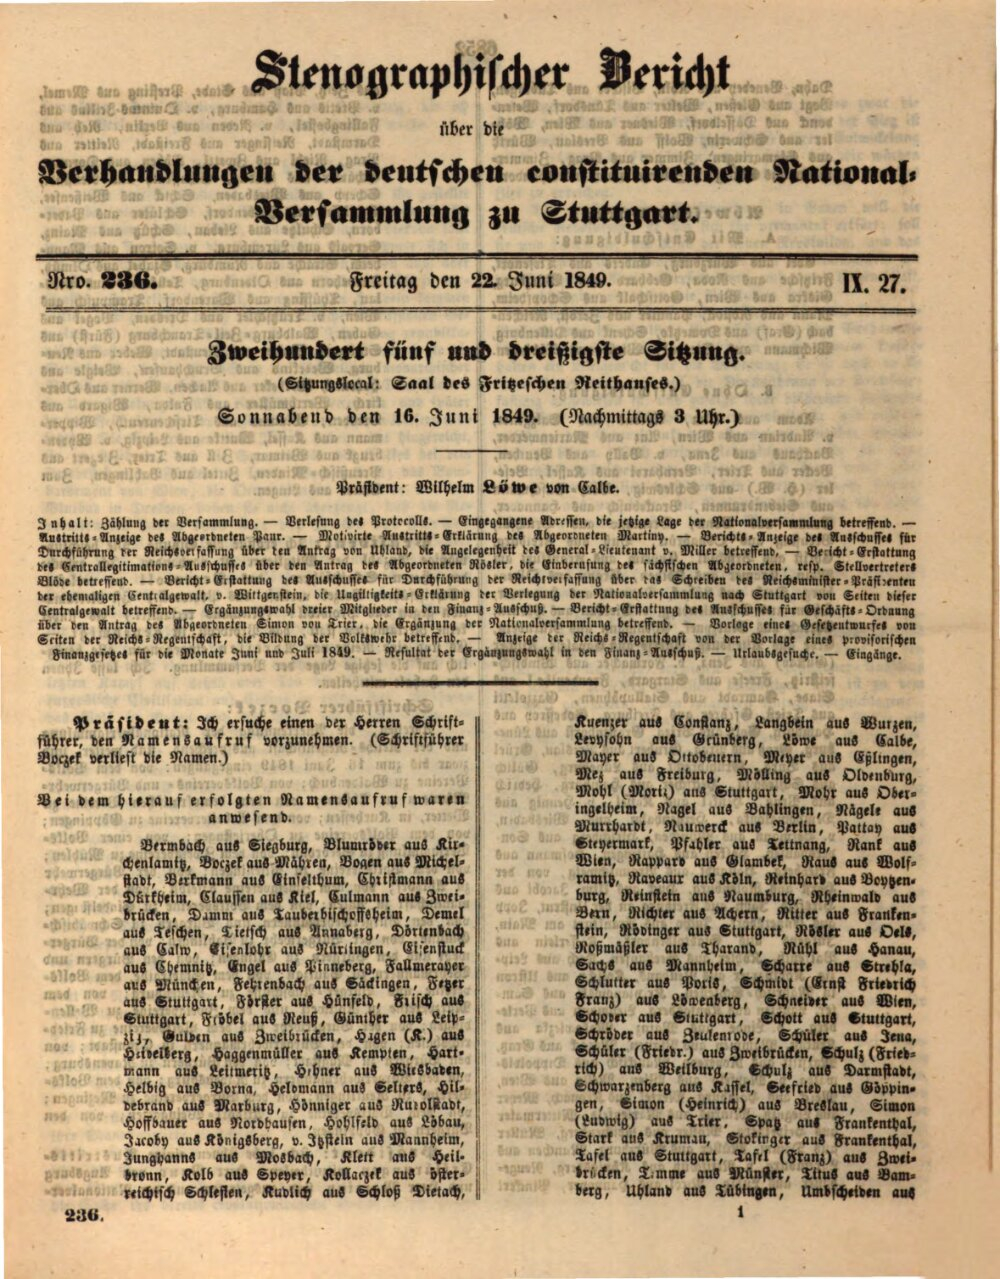 Stenographischer Bericht
über die
Verhandlungen der deutschen constituirenden National-
Versammlung zu Stuttgart.
Nro. 236. Freitag den 22. Juni 1849. IX. 27.
Zweihundert fünf und dreißigste Sitzung.
(Sitzungslocal: Saal des Fritzeschen Reithauses.)
Sonnabend den 16. Juni 1849. (Nachmittags 3 Uhr.)
Präsident: Wilhelm Löwe von Calbe.
Inhalt: Zählung der Versammlung. — Verlesung des Protocolls. — Eingegangene Adressen, die jetzige Lage der Nationalversammlung betreffend. —
Austritts-Anzeige des Abgeordneten Paur. — Motivirte Austritts-Erklärung des Abgeordneten Martiny. — Berichts-Anzeige des Ausschusses für
Durchführung der Reichsverfassung über den Antrag von Uhland, die Angelegenheit des General-Lieutenant v. Miller betreffend. — Bericht-Erstattung
des Centrallegitimations-Ausschusses über den Antrag des Abgeordneten Rösler, die Einberufung des sächsischen Abgeordneten, resp. Stellvertreters
Blöde betreffend. — Bericht-Erstattung des Ausschusses für Durchführung der Reichsverfassung über das Schreiben des Reichsminister-Präsidenten
der ehemaligen Centralgewalt, v. Wittgenstein, die Ungiltigkeits-Erklärung der Verlegung der Nationalversammlung nach Stuttgart von Seiten dieser
Centralgewalt betreffend. — Ergänzungswahl dreier Mitglieder in den Finanz-Ausschuß. — Bericht-Erstattung des Ausschusses für Geschäfts-Ordnung
über den Antrag des Abgeordneten Simon von Trier, die Ergänzung der Nationalversammlung betreffend. — Vorlage eines Gesetzentwurfes von
Seiten der Reichs-Regentschaft, die Bildung der Volkswehr betreffend. — Anzeige der Reichs-Regentschaft von der Vorlage eines provisorischen
Finanzgesetzes für die Monate Juni und Juli 1849. — Resultat der Ergänzungswahl in den Finanz-Ausschuß. — Urlaubsgesuche. — Eingänge.
Präsident: Ich ersuche einen der Herren Schrift-
führer, den Namensaufruf vorzunehmen. (Schriftführer
Boczek verliest die Namen.)
Bei dem hierauf erfolgten Namensaufruf waren
anwesend.
Bermbach aus Siegburg, Blumröder aus Kir-
chenlamitz, Boczek aus Mähren, Bogen aus Michel-
stadt, Berkmann aus Einselthum, Christmann aus
Dürkheim, Claussen aus Kiel, Culmann aus Zwei-
brücken, Damm aus Tauberbischoffsheim, Demel
aus Teschen, Dietsch aus Annaberg, Dörtenbach
aus Calw, Eisenlohr aus Nürtingen, Eisenstuck
aus Chemnitz, Engel aus Pinneberg, Fallmerayer
aus München, Fehrenbach aus Säckingen, Fetzer
aus Stuttgart, Förster aus Hünfeld, Frisch aus
Stuttgart, Fröbel aus Reuß, Günther aus Leip-
zig, Gulden aus Zweibrücken, Hagen (K.) aus
Heidelberg, Haggenmüller aus Kempten, Hart-
mann aus Leitmeritz, Hehner aus Wiesbaden,
Helbig aus Borna, Heldmann aus Selters, Hil-
debrand aus Marburg, Hönniger aus Rudolstadt,
Hoffbauer aus Nordhausen, Hohlfeld aus Löbau,
Jacoby aus Königsberg, v. Itzstein aus Mannheim,
Junghanns aus Mosbach, Klett aus Heil-
bronn, Kolb aus Speyer, Kollaczek aus öster-
reichisch Schlesien, Kudlich aus Schloß Dietach,
Kuenzer aus Constanz, Langbein aus Wurzen,
Levysohn aus Grünberg, Löwe aus Calbe,
Mayer aus Ottobeuern, Meyer aus Eßlingen,
Mez aus Freiburg, Mölling aus Oldenburg,
Mohl (Moriz) aus Stuttgart, Mohr aus Ober-
ingelheim, Nagel aus Bahlingen, Nägele aus
Murrhardt, Nauwerck aus Berlin, Pattay aus
Steyermark, Pfahler aus Tettnang, Rank aus
Wien, Rappard aus Glambek, Raus aus Wolf-
ramitz, Raveaux aus Köln, Reinhard aus Boytzen-
burg, Reinstein aus Naumburg, Rheinwald aus
Bern, Richter aus Achern, Ritter aus Franken-
stein, Rödinger aus Stuttgart, Rösler aus Oels,
Roßmäßler aus Tharand, Rühl aus Hanau,
Sachs aus Mannheim, Scharre aus Strehla,
Schlutter aus Poris, Schmidt (Ernst Friedrich
Franz) aus Löwenberg, Schneider aus Wien,
Schoder aus Stuttgart, Schott aus Stuttgart,
Schröder aus Zeulenrode, Schüler aus Jena,
Schüler (Friedr.) aus Zweibrücken, Schulz (Fried-
rich) aus Weilburg, Schulz aus Darmstadt,
Schwarzenberg aus Kassel, Seefried aus Göppin-
gen, Simon (Heinrich) aus Breslau, Simon
(Ludwig) aus Trier, Spatz aus Frankenthal,
Stark aus Krumau, Stokinger aus Frankenthal,
Tafel aus Stuttgart, Tafel (Franz) aus Zwei-
brücken, Temme aus Münster, Titus aus Bam-
berg, Uhland aus Tübingen, Umbscheiden aus
236. 1